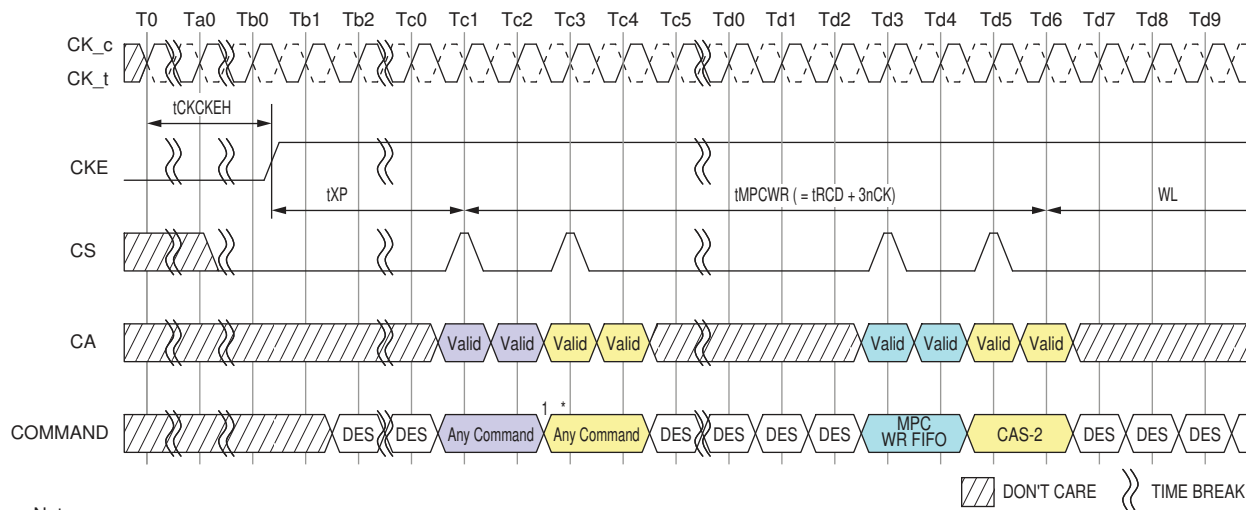 T0 Ta0 Tb0 Tb1 Tb2 Tc0 Tc1 Tc2 Tc3 Tc4 Tc5 Td0 Td1 Td2 Td3 Td4 Td5 Td6 Td7 Td8 Td9
CK_c
CK_t
tCKCKEH
CKE
tXP tMPCWR ( = tRCD + 3nCK) WL
CS
CA Valid Valid Valid Valid Valid Valid Valid Valid
1 *
COMMAND DES DES Any Command Any Command DES DES DES DES MPC WR FIFO CAS-2 DES DES DES
DON'T CARE TIME BREAK